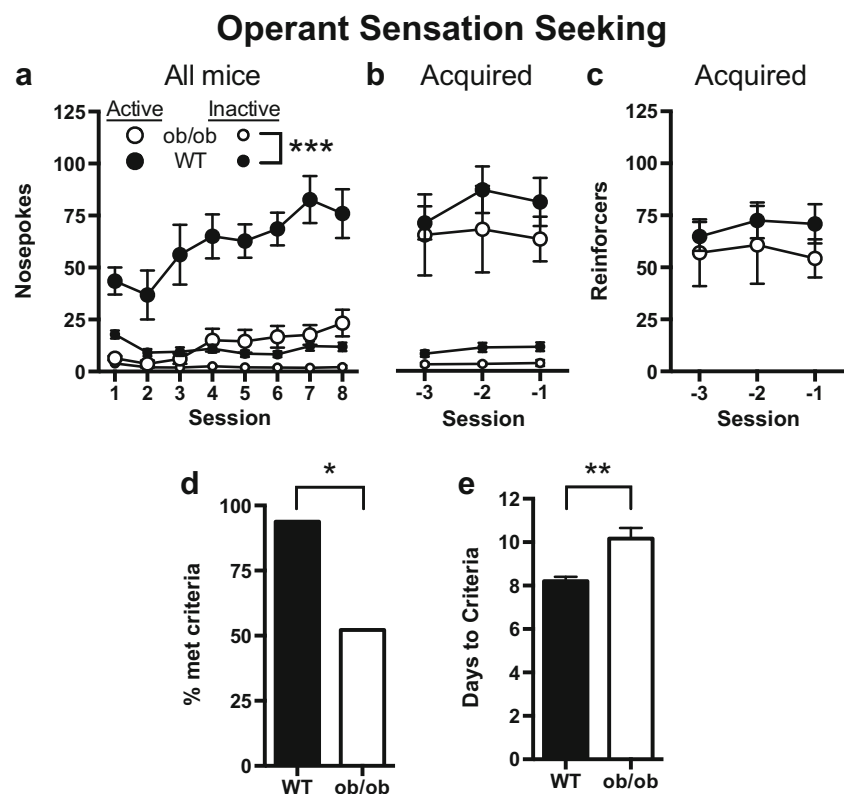 Operant Sensation Seeking
a
All mice
Nosepokes
125
100
75
50
25
0
Active Inactive
ob/ob
WT
***
1 2 3 4 5 6 7 8
Session
b
Acquired
-3 -2 -1
Session
c
Acquired
Reinforcers
125
100
75
50
25
0
-3 -2 -1
Session
d
% met criteria
100
75
50
25
0
*
WT ob/ob
e
Days to Criteria
12
10
8
6
4
2
0
**
WT ob/ob